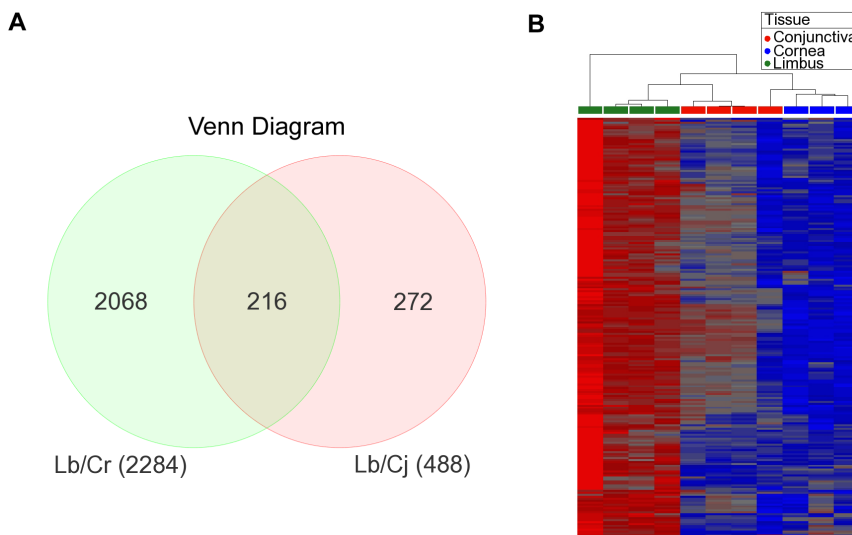 A
B
Tissue
Conjunctiva
Cornea
Limbus
Venn Diagram
2068
216
272
Lb/Cr (2284)
Lb/Cj (488)